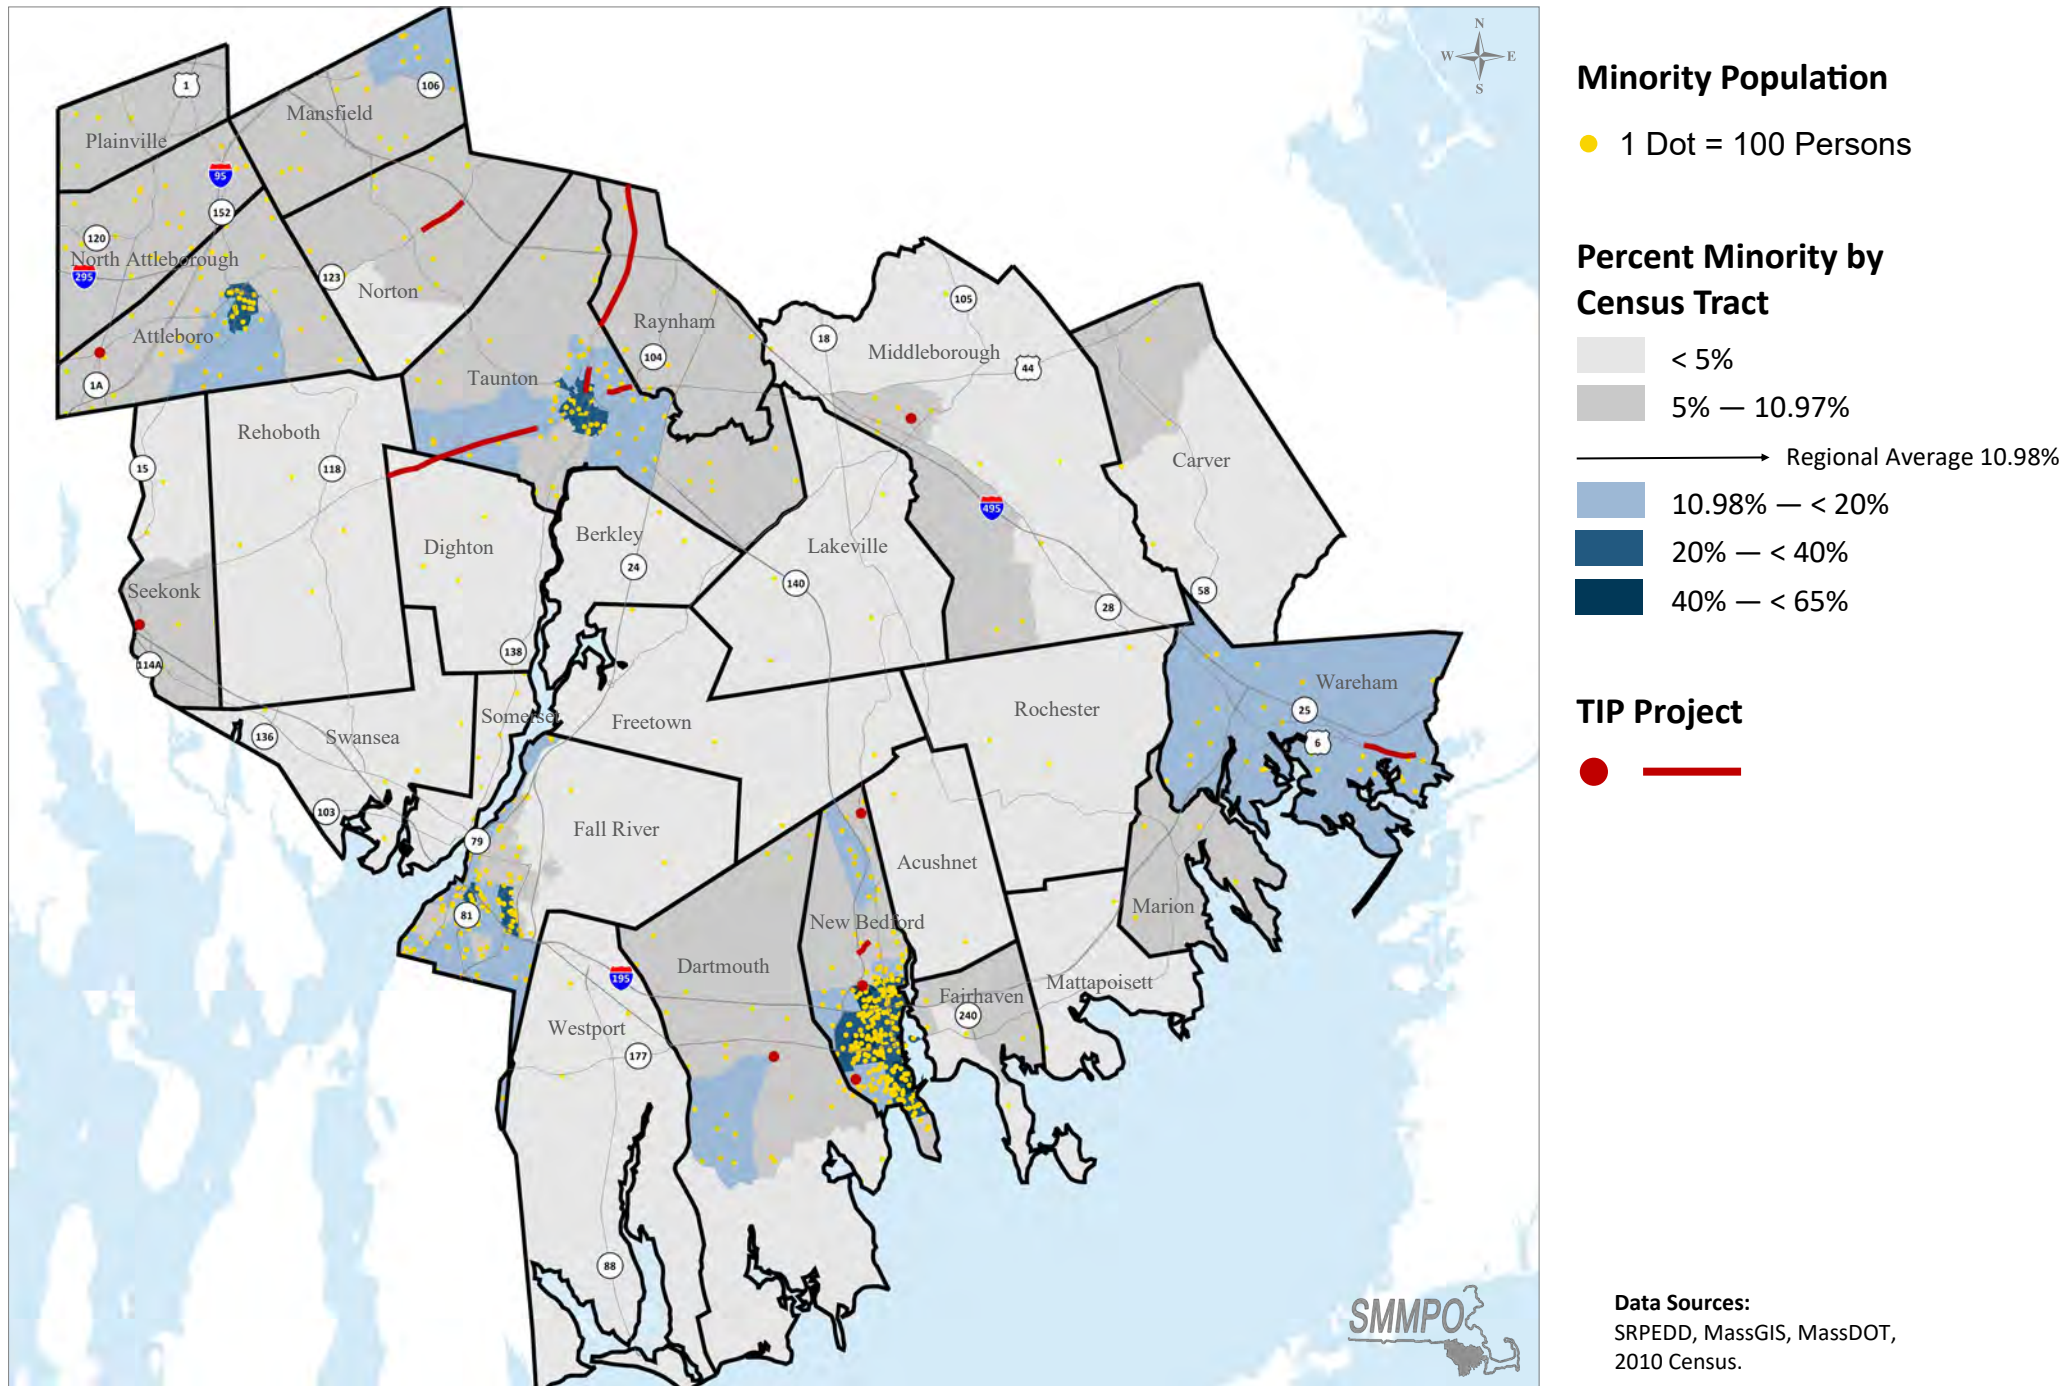 N
W
E
S
1
106
Mansfield
Plainville
95
152
120
North Attleborough
295
123
Norton
Attleboro
1A
Raynham
104
Taunton
18
105
Middleborough
44
Carver
Rehoboth
15
118
495
Dighton
Berkley
24
Lakeville
140
Seekonk
58
28
114A
138
Wareham
25
6
Somerset
Freetown
Rochester
136
Swansea
103
79
Fall River
Acushnet
81
New Bedford
Marion
Dartmouth
195
Fairhaven
Mattapoisett
240
Westport
177
88
SMMPO
Minority Population
1 Dot = 100 Persons
Percent Minority by
Census Tract
< 5%
5% — 10.97%
Regional Average 10.98%
10.98% — < 20%
20% — < 40%
40% — < 65%
TIP Project
Data Sources:
SRPEDD, MassGIS, MassDOT,
2010 Census.